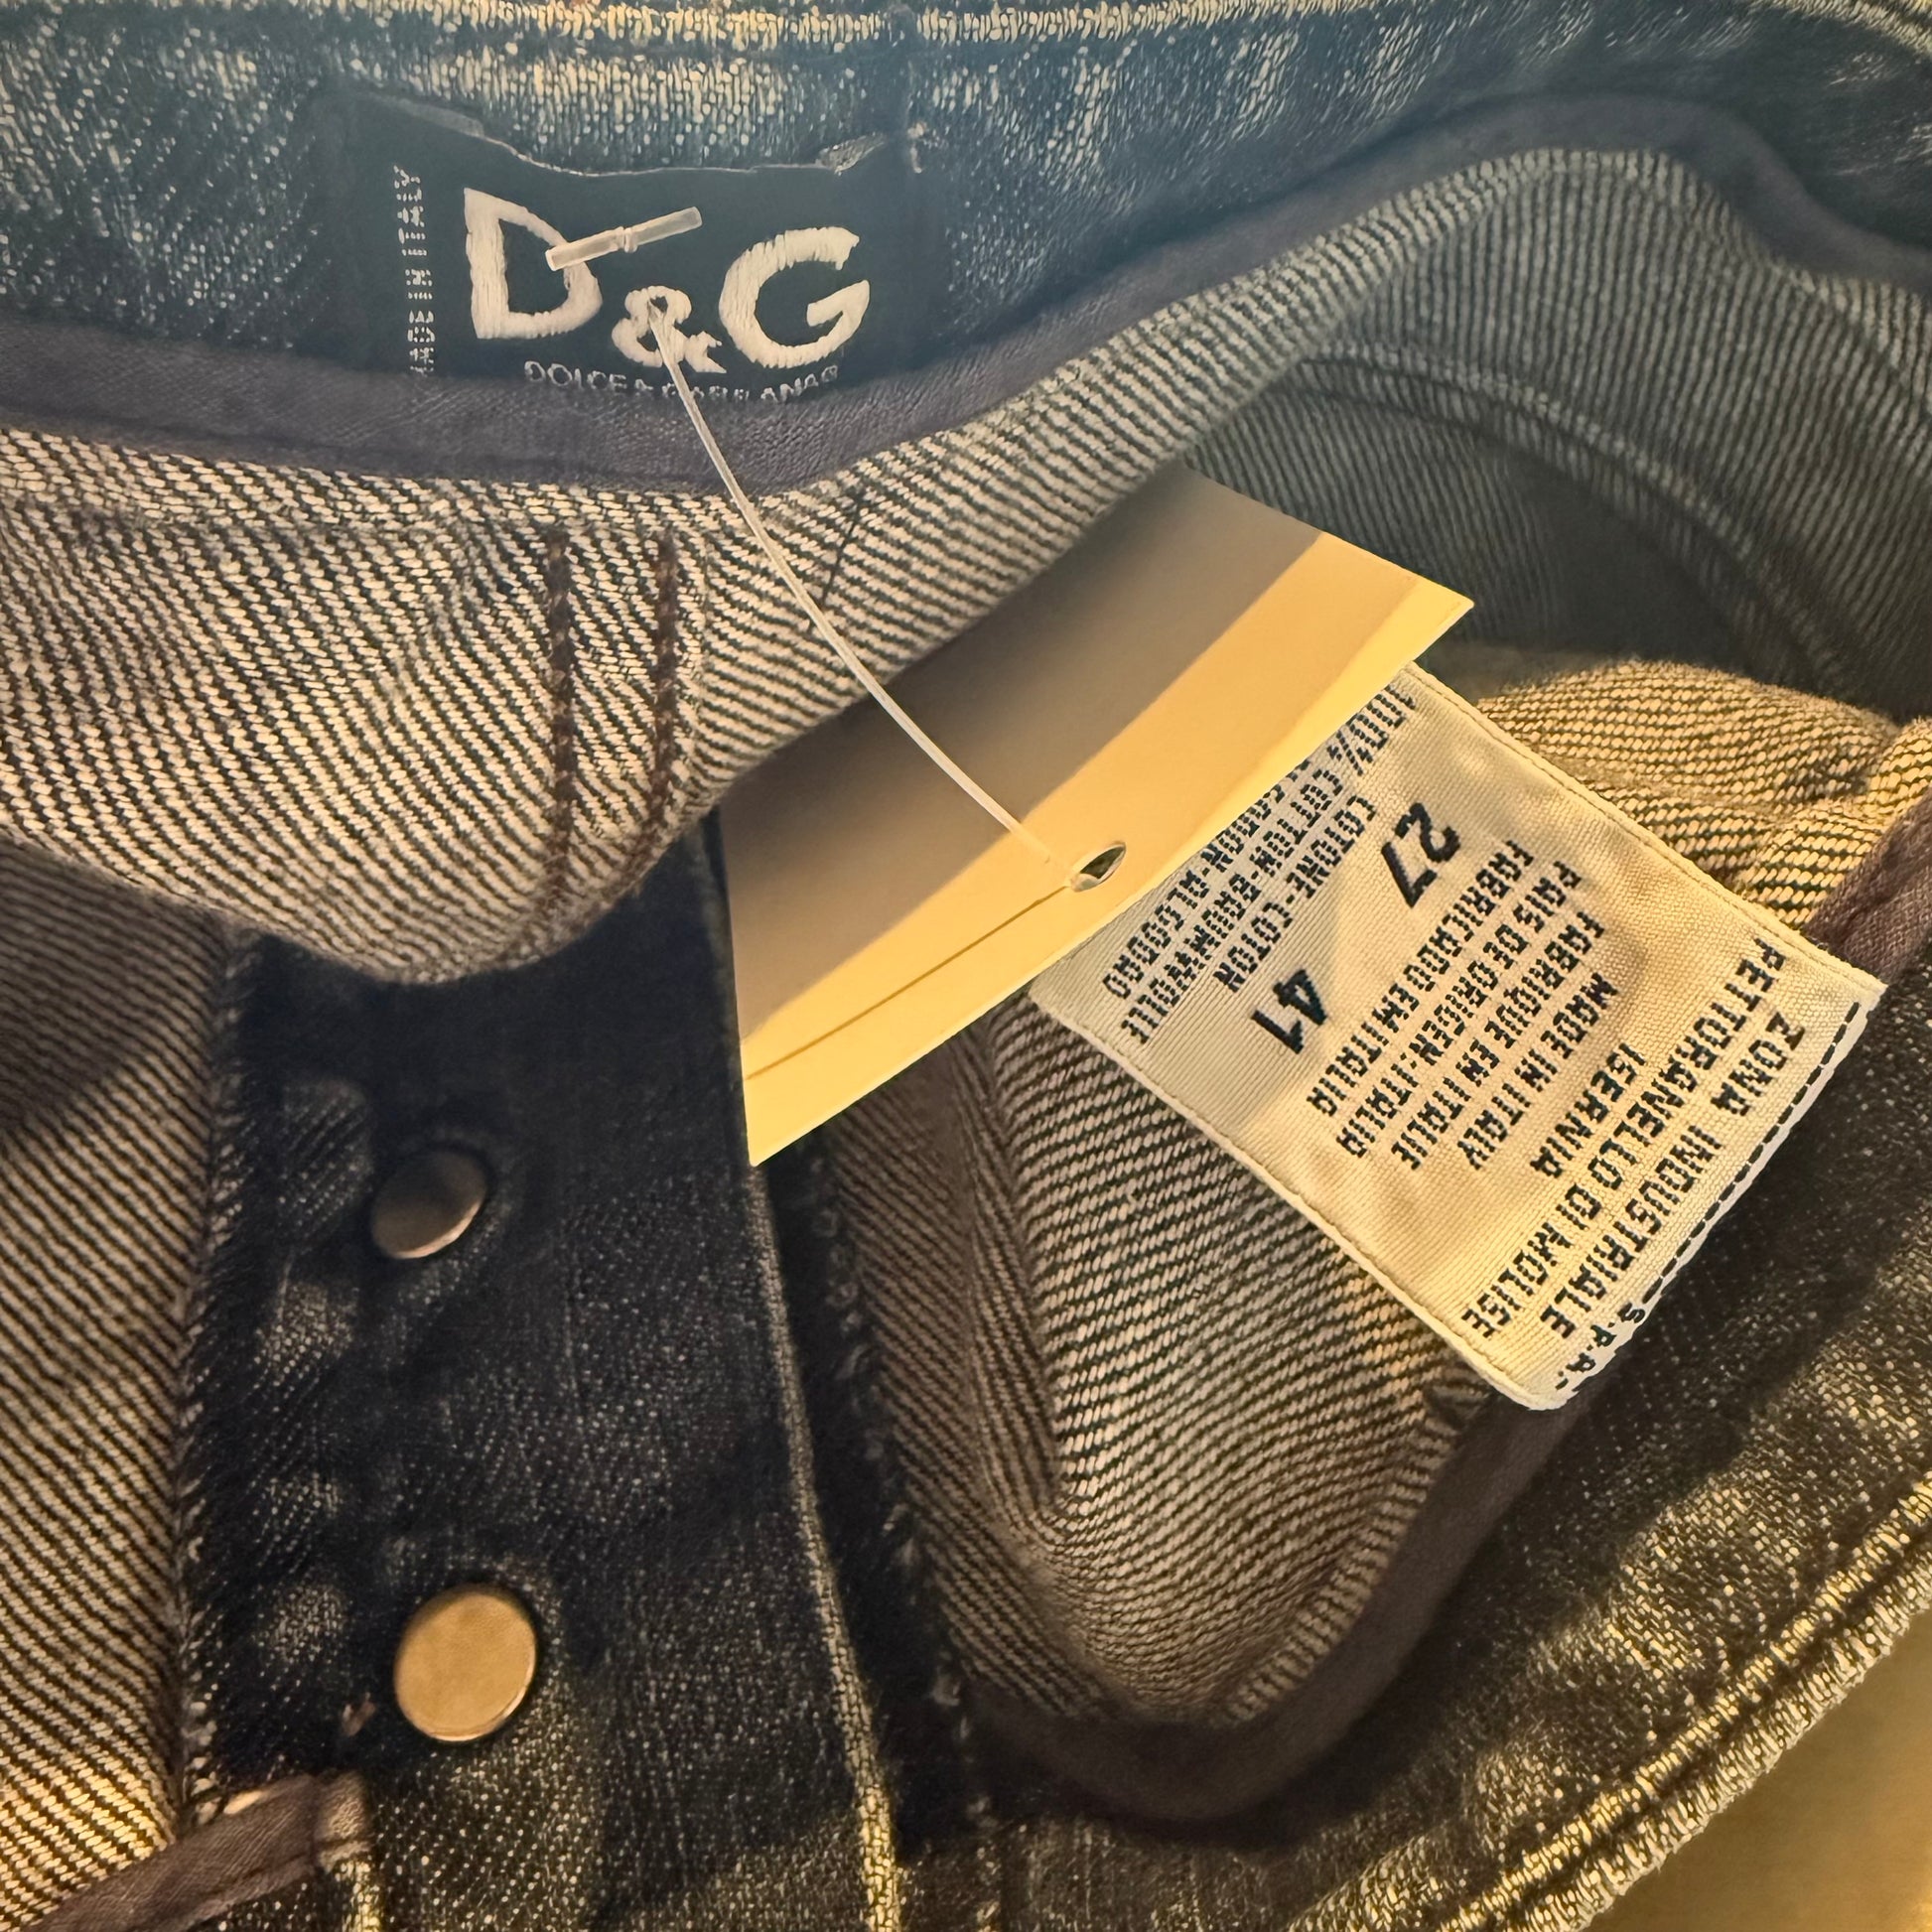 MADE IN ITALY
D&G
DOLCE & GABBANA
ZONA INDUSTRIALE S.P.A.
PETTORANELLO DI MOLISE
ISERNIA
MADE IN ITALY
FABRIQUE EN ITALIE
PAIS DE ORIGEN:ITALIA
FABRICADO EM ITALIA
27 41
100% COTONE-COTON
COTTON-BAUMWOLLE
ALGODAO